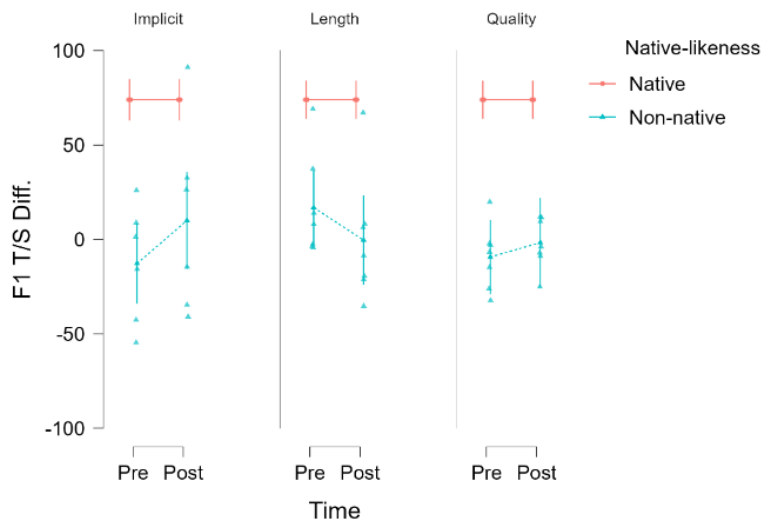 Implicit Length Quality
Native-likeness
Native
Non-native
F1 T/S Diff.
100
50
0
-50
-100
Pre Post Pre Post Pre Post
Time